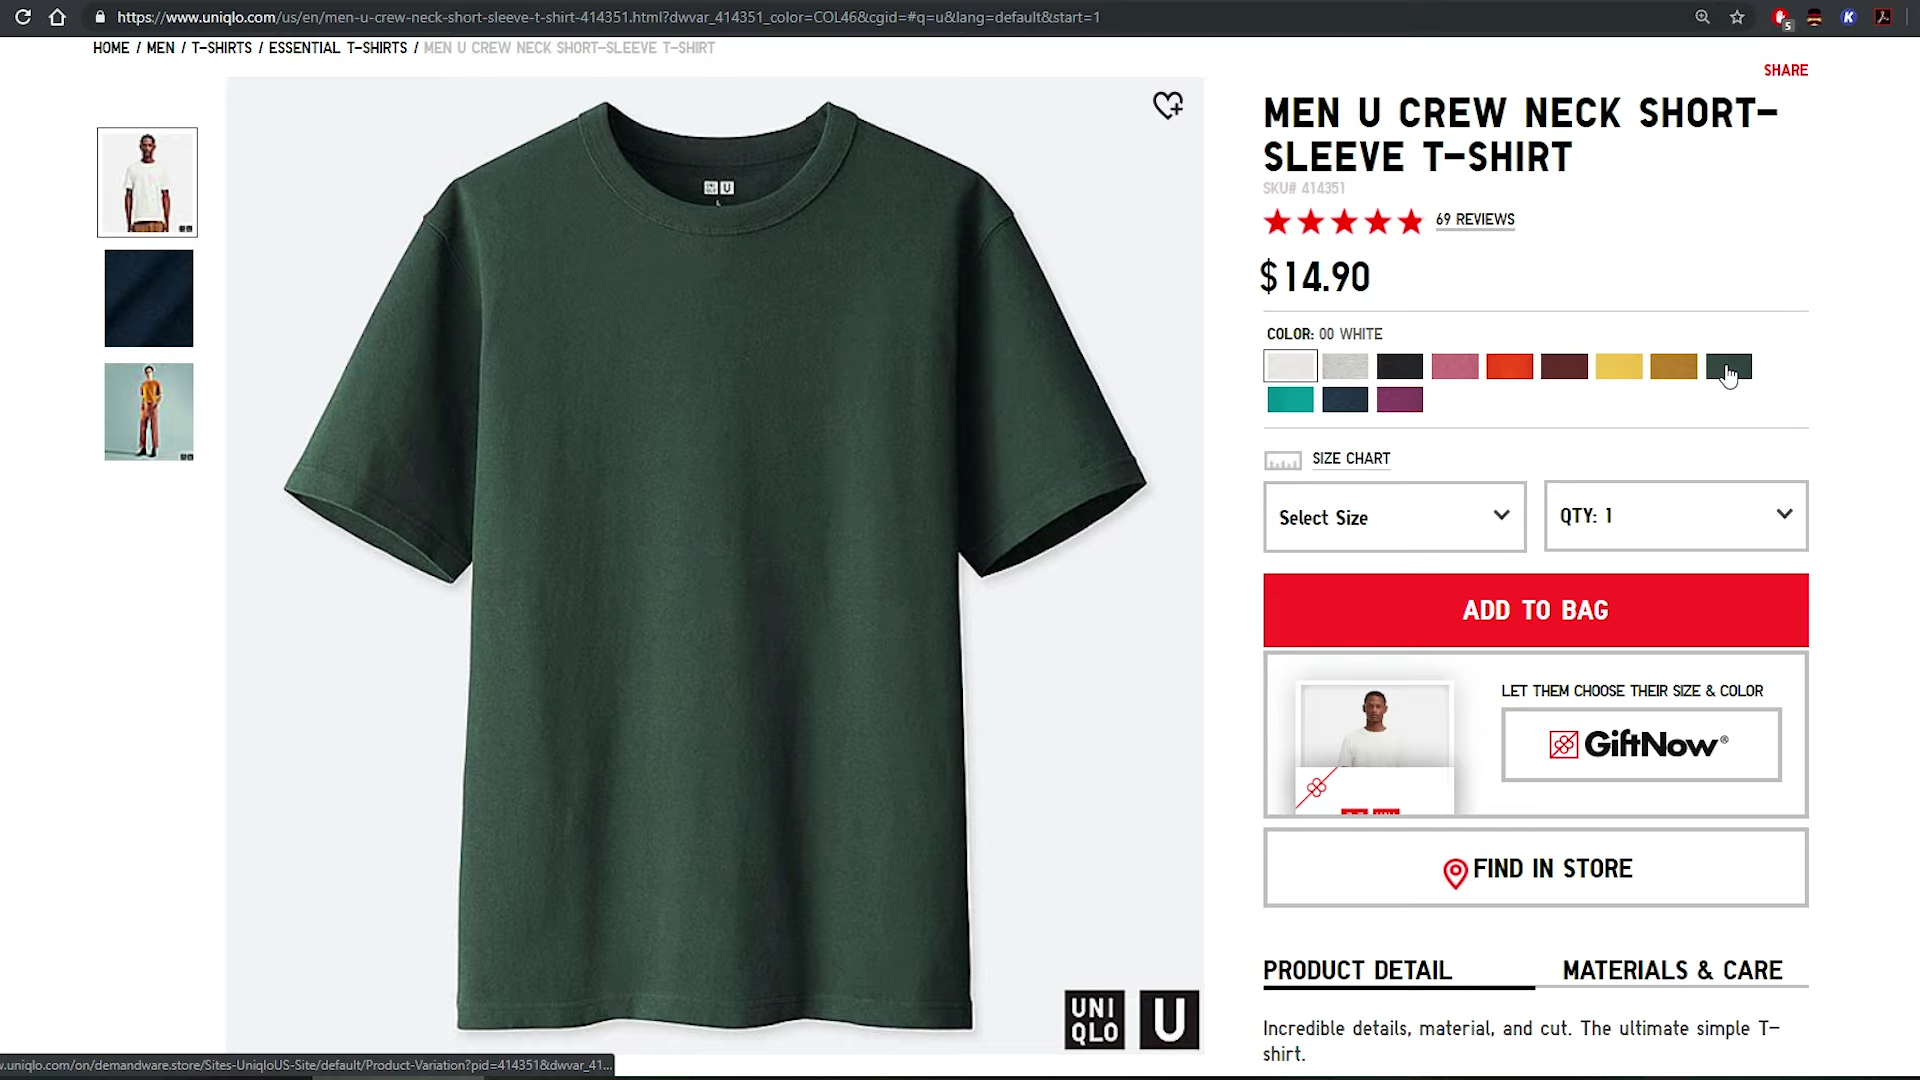 https://www.uniqlo.com/us/en/men-u-crew-neck-short-sleeve-t-shirt-414351.html?dwvar_414351_color=COL46&cgid=#q=u&lang=default&start=1
5
K
HOME / MEN / T-SHIRTS / ESSENTIAL T-SHIRTS / MEN U CREW NECK SHORT-SLEEVE T-SHIRT
SHARE
MEN U CREW NECK SHORT-
SLEEVE T-SHIRT
SKU# 414351
69 REVIEWS
$14.90
COLOR: 00 WHITE
SIZE CHART
Select Size
QTY: 1
ADD TO BAG
LET THEM CHOOSE THEIR SIZE & COLOR
GiftNow®
FIND IN STORE
PRODUCT DETAIL
MATERIALS & CARE
Incredible details, material, and cut. The ultimate simple T-
shirt.
UNI
QLO
U
UNI
QLO U
L
w.uniqlo.com/on/demandware.store/Sites-UniqloUS-Site/default/Product-Variation?pid=414351&dwvar_41...